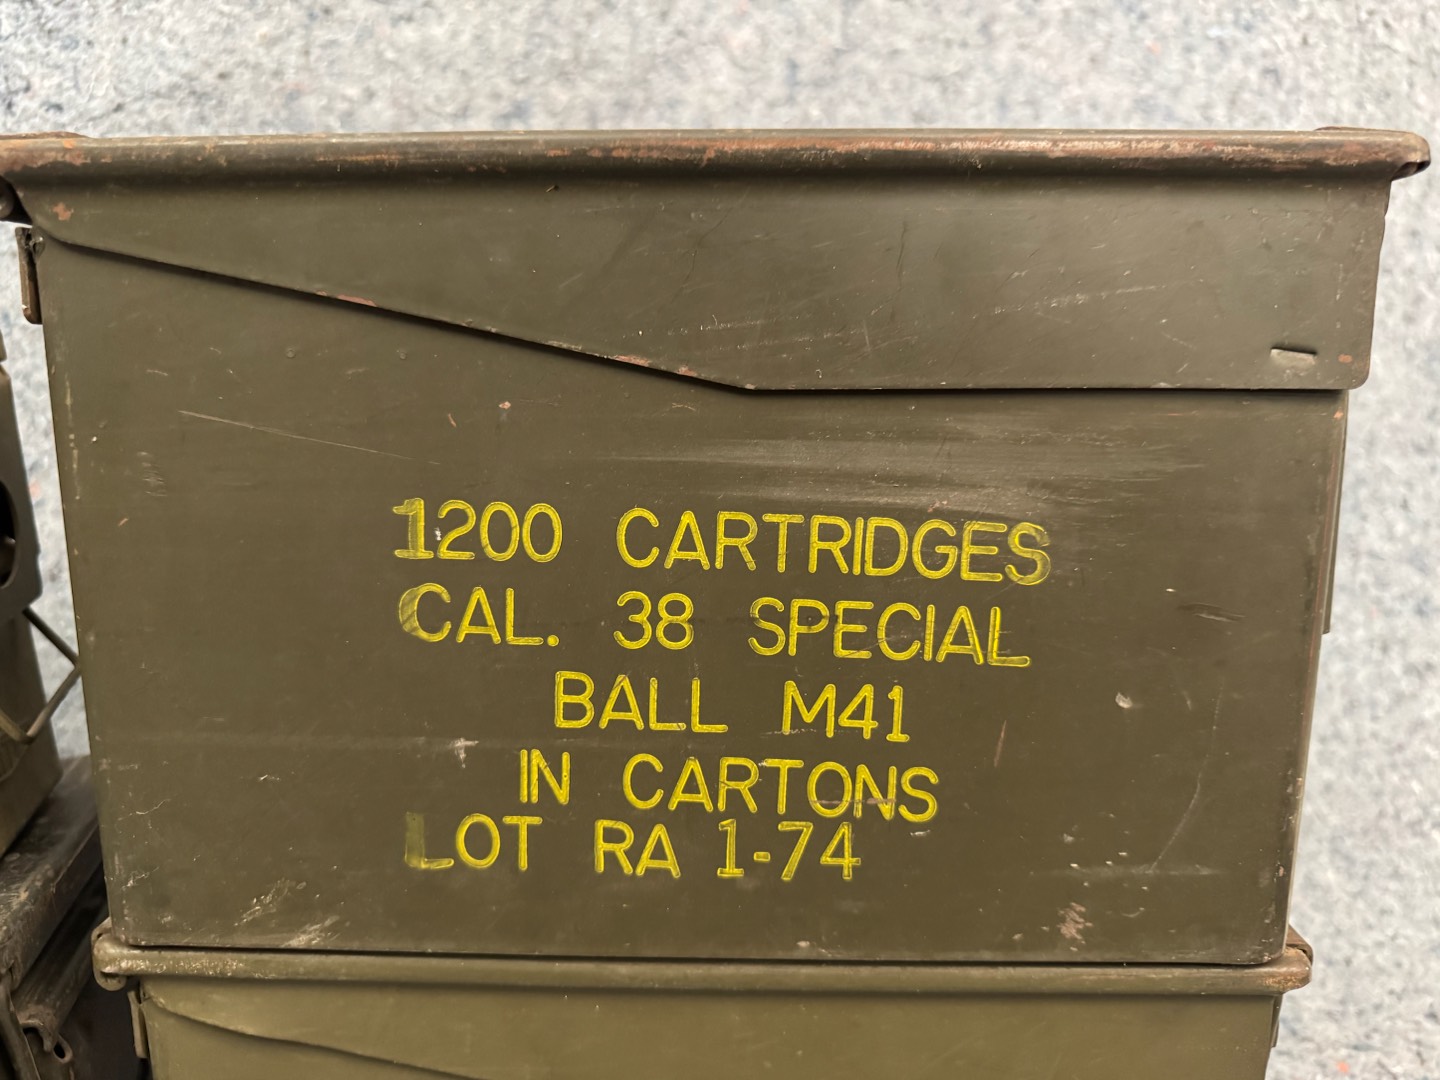 1200 CARTRIDGES
CAL. 38 SPECIAL
BALL M41
IN CARTONS
LOT RA 1-74